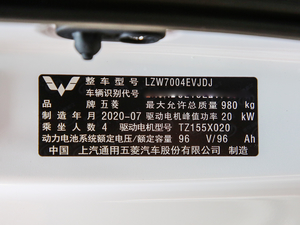 整车型号 LZW7004EVJDJ
车辆识别代号
品牌 五菱 最大允许总质量 980 kg
制造年月 2020-07 驱动电机峰值功率 20 kW
乘坐人数 4 驱动电机型号 TZ155X020
动力电池系统额定电压/额定容量 96 V/96 Ah
中国 上汽通用五菱汽车股份有限公司 制造